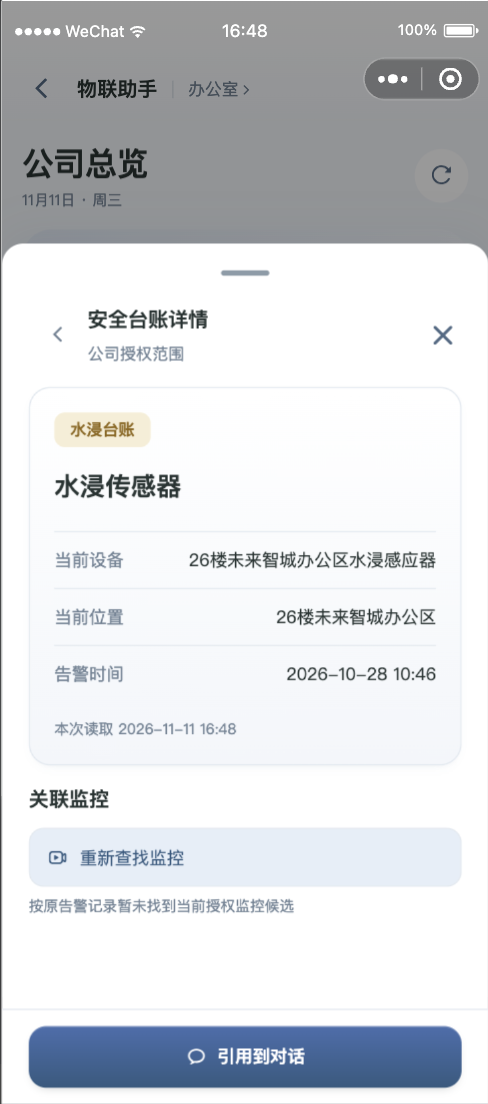 WeChat 16:48 100%
物联助手 办公室
公司总览
11月11日 · 周三
安全台账详情
公司授权范围
水浸台账
水浸传感器
当前设备 26楼未来智城办公区水浸感应器
当前位置 26楼未来智城办公区
告警时间 2026-10-28 10:46
本次读取 2026-11-11 16:48
关联监控
重新查找监控
按原告警记录暂未找到当前授权监控候选
引用到对话